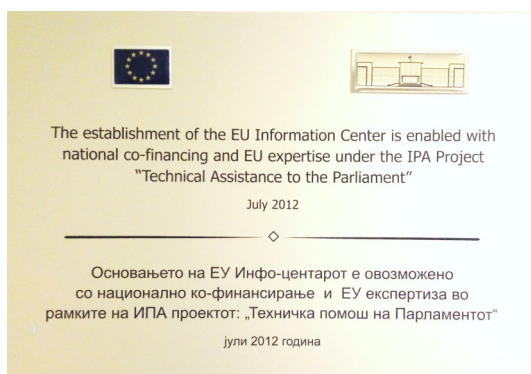 The establishment of the EU Information Center is enabled with
national co-financing and EU expertise under the IPA Project
"Technical Assistance to the Parliament"
July 2012
Основањето на ЕУ Инфо-центарот е овозможено
со национално ко-финансирање и ЕУ експертиза во
рамките на ИПА проектот: „Техничка помош на Парламентот“
јули 2012 година